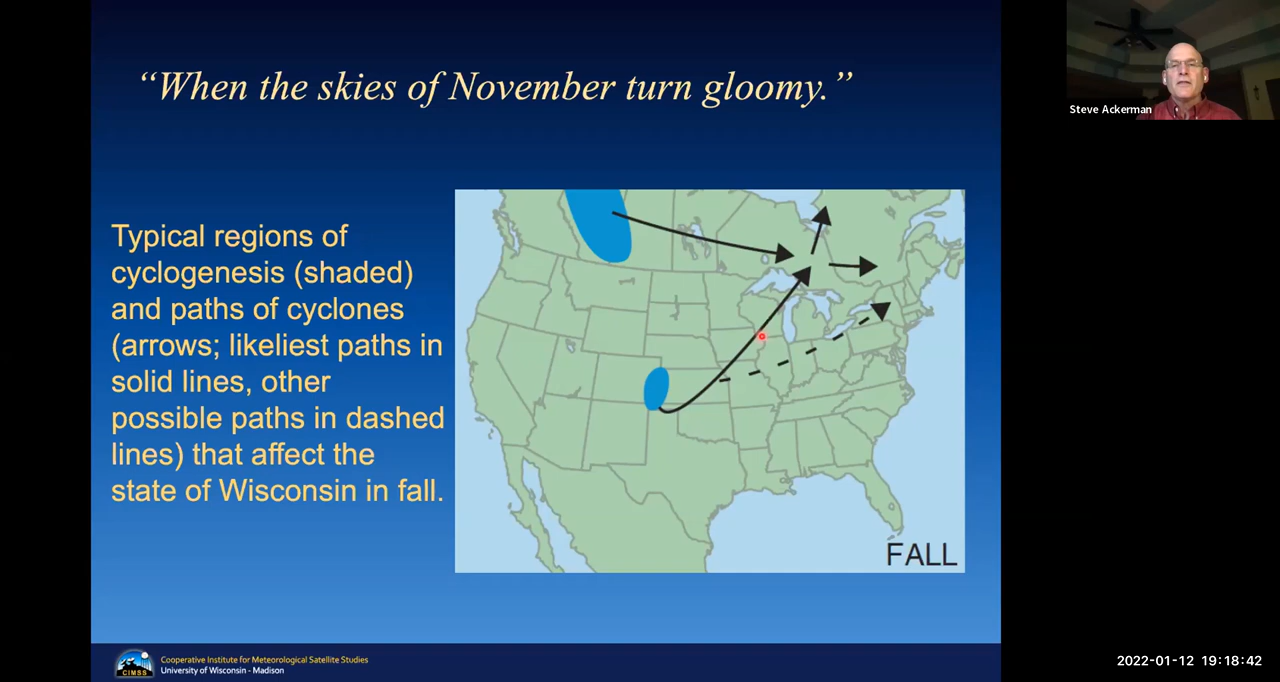 “When the skies of November turn gloomy.”
Steve Ackerman
Typical regions of
cyclogenesis (shaded)
and paths of cyclones
(arrows; likeliest paths in
solid lines, other
possible paths in dashed
lines) that affect the
state of Wisconsin in fall.
FALL
CIMSS
Cooperative Institute for Meteorological Satellite Studies
University of Wisconsin - Madison
2022-01-12 19:18:42